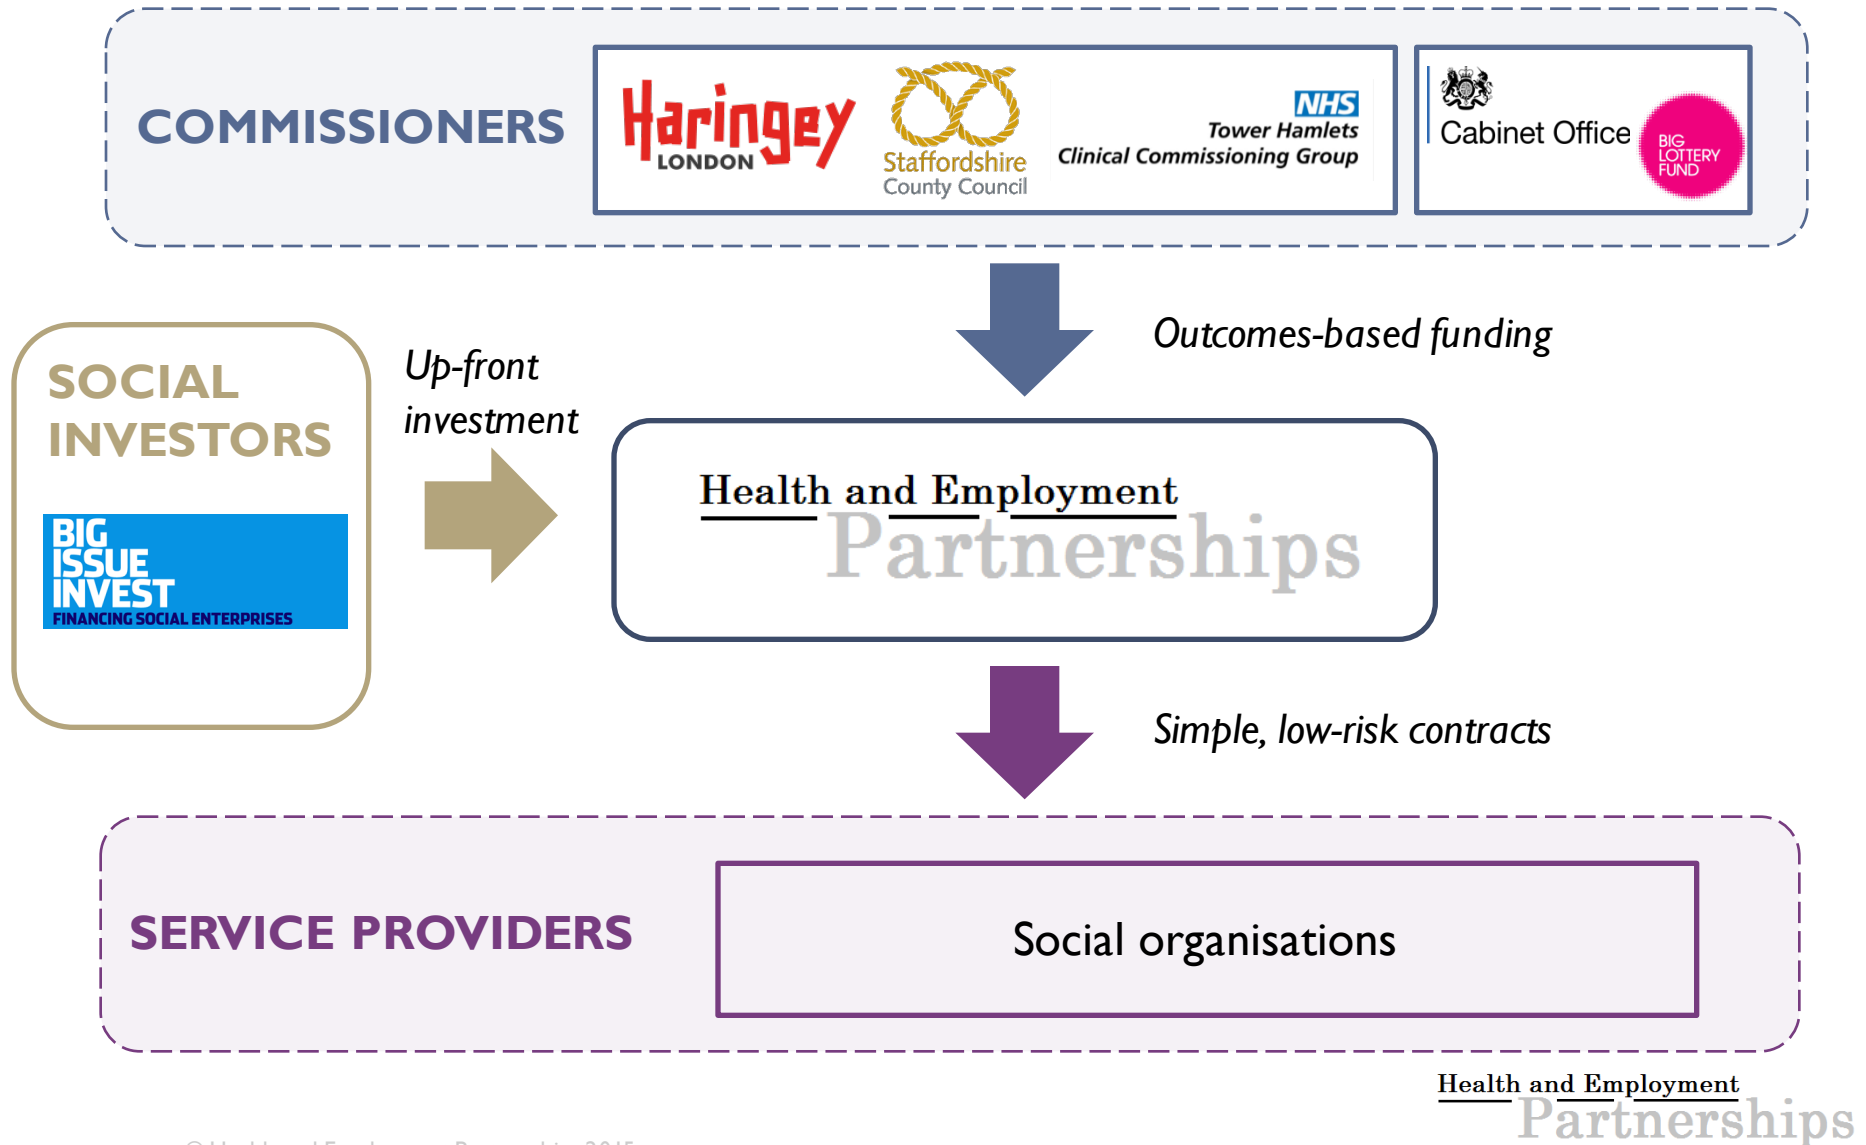 COMMISSIONERS
Haringey
LONDON
Staffordshire
County Council
NHS
Tower Hamlets
Clinical Commissioning Group
Cabinet Office
BIG
LOTTERY
FUND
Outcomes-based funding
SOCIAL
INVESTORS
BIG
ISSUE
INVEST
FINANCING SOCIAL ENTERPRISES
Up-front
investment
Health and Employment
Partnerships
Simple, low-risk contracts
SERVICE PROVIDERS
Social organisations
Health and Employment
Partnerships